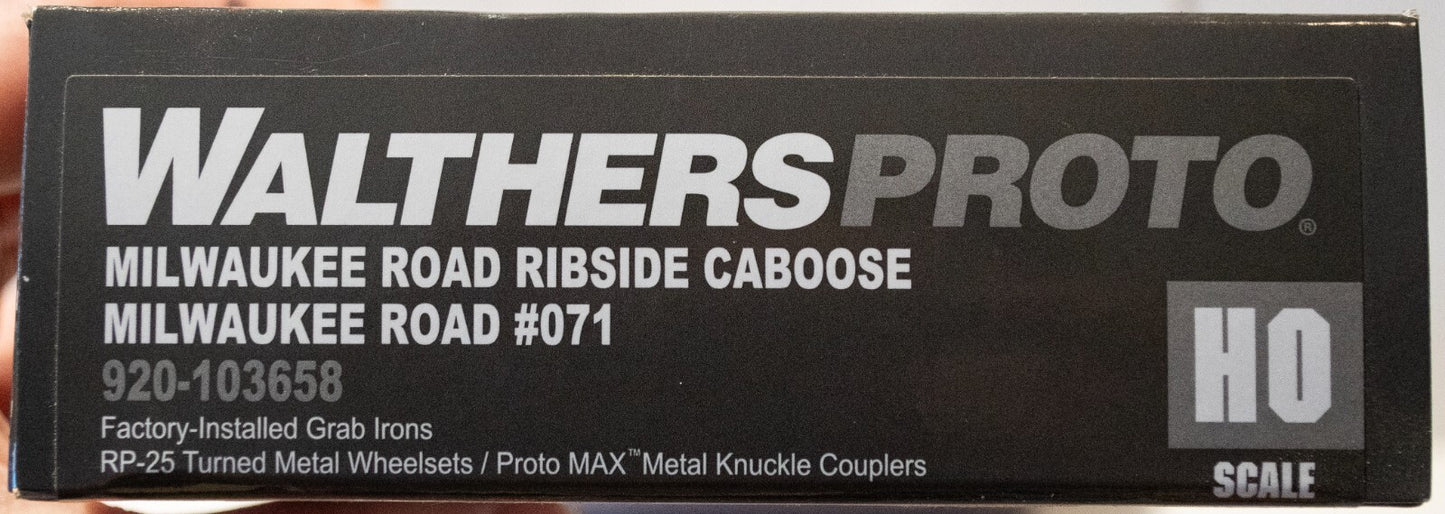 WALTHERSPROTO®
MILWAUKEE ROAD RIBSIDE CABOOSE
MILWAUKEE ROAD #071
920-103658
Factory-Installed Grab Irons
RP-25 Turned Metal Wheelsets / Proto MAX™ Metal Knuckle Couplers
HO
SCALE